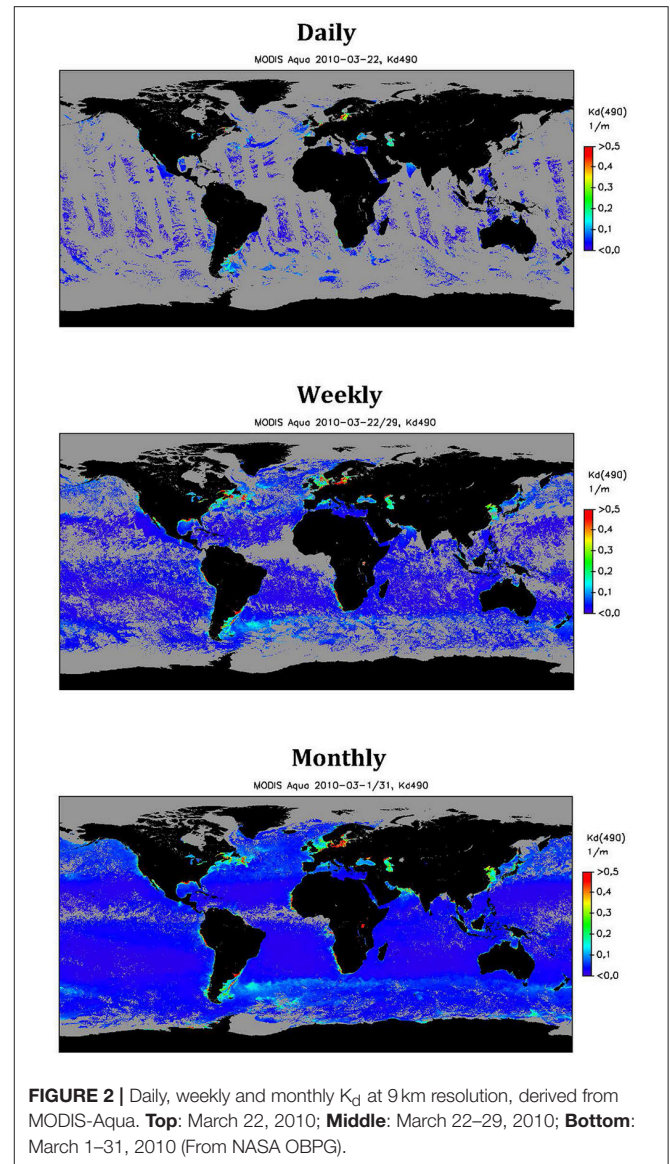 Daily
MODIS Aqua 2010-03-22, Kd490
Kd(490)
1/m
>0,5
0,4
0,3
0,2
0,1
<0,0
Weekly
MODIS Aqua 2010-03-22/29, Kd490
Kd(490)
1/m
>0,5
0,4
0,3
0,2
0,1
<0,0
Monthly
MODIS Aqua 2010-03-1/31, Kd490
Kd(490)
1/m
>0,5
0,4
0,3
0,2
0,1
<0,0
FIGURE 2 | Daily, weekly and monthly Kd at 9 km resolution, derived from
MODIS-Aqua. Top: March 22, 2010; Middle: March 22–29, 2010; Bottom:
March 1–31, 2010 (From NASA OBPG).